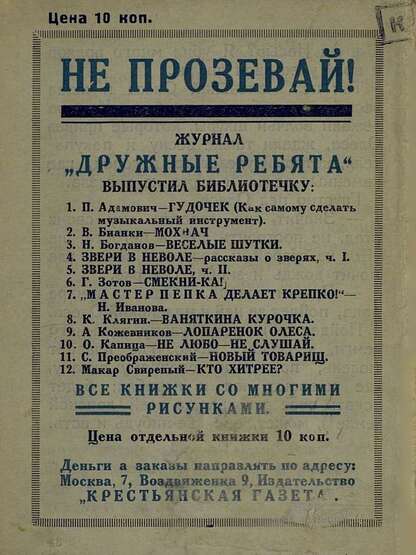 Цена 10 коп.
К
НЕ ПРОЗЕВАЙ!
ЖУРНАЛ
„ДРУЖНЫЕ РЕБЯТА“
ВЫПУСТИЛ БИБЛИОТЕЧКУ:
1. П. Адамович—ГУДОЧЕК (Как самому сделать
музыкальный инструмент).
2. В. Бианки—МОХНАЧ
3. Н. Богданов—ВЕСЕЛЫЕ ШУТКИ.
4. ЗВЕРИ В НЕВОЛЕ—рассказы о зверях, ч. I.
5. ЗВЕРИ В НЕВОЛЕ, ч. II.
6. Г. Зотов—СМЕКНИ-КА!
7. „МАСТЕР ПЕПКА ДЕЛАЕТ КРЕПКО!“—
Н. Иванова.
8. К. Клягин.—ВАНЯТКИНА КУРОЧКА.
9. А Кожевников—ЛОПАРЕНОК ОЛЕСА.
10. О. Капица—НЕ ЛЮБО—НЕ СЛУШАЙ.
11. С. Преображенский—НОВЫЙ ТОВАРИЩ.
12. Макар Свирепый—КТО ХИТРЕЕ?
ВСЕ КНИЖКИ СО МНОГИМИ
РИСУНКАМИ.
Цена отдельной книжки 10 коп.
Деньги а заказы направлять по адресу:
Москва, 7, Воздвиженка 9, Издательство
„КРЕСТЬЯНСКАЯ ГАЗЕТА“.